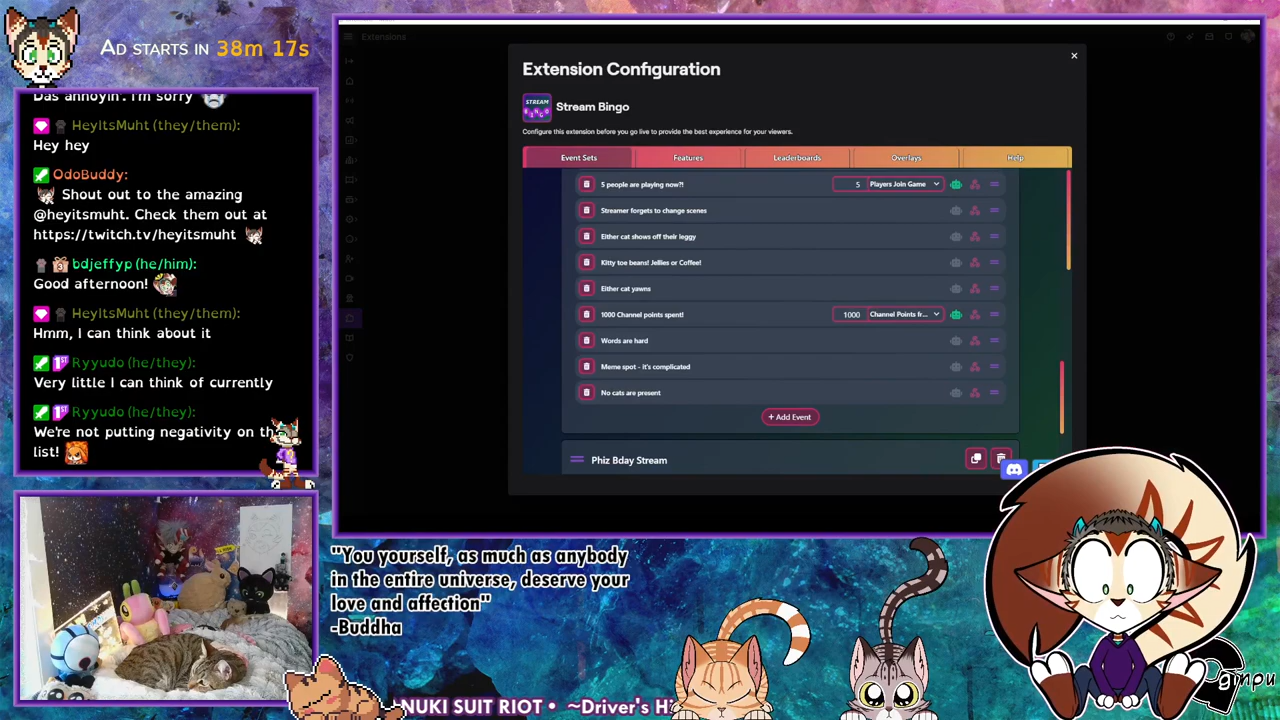 AD STARTS IN 38m 17s
Das annoyin'. I'm sorry
HeyItsMuht (they/them):
Hey hey
OdoBuddy:
Shout out to the amazing
@heyitsmuht. Check them out at
https://twitch.tv/heyitsmuht
bdjeffyp (he/him):
Good afternoon!
HeyItsMuht (they/them):
Hmm, I can think about it
Ryyudo (he/they):
Very little I can think of currently
Ryyudo (he/they):
We're not putting negativity on th
list!
Extensions
Extension Configuration
STREAM BINGO
Stream Bingo
Configure this extension before you go live to provide the best experience for your viewers.
Event Sets
Features
Leaderboards
Overlays
Help
5 people are playing now?! 5 Players Join Game
Streamer forgets to change scenes
Either cat shows off their leggy
Kitty toe beans! Jellies or Coffee!
Either cat yawns
1000 Channel points spent! 1000 Channel Points fr...
Words are hard
Meme spot - it's complicated
No cats are present
+ Add Event
Phiz Bday Stream
"You yourself, as much as anybody
in the entire universe, deserve your
love and affection"
-Buddha
NUKI SUIT RIOT • ~Driver's H